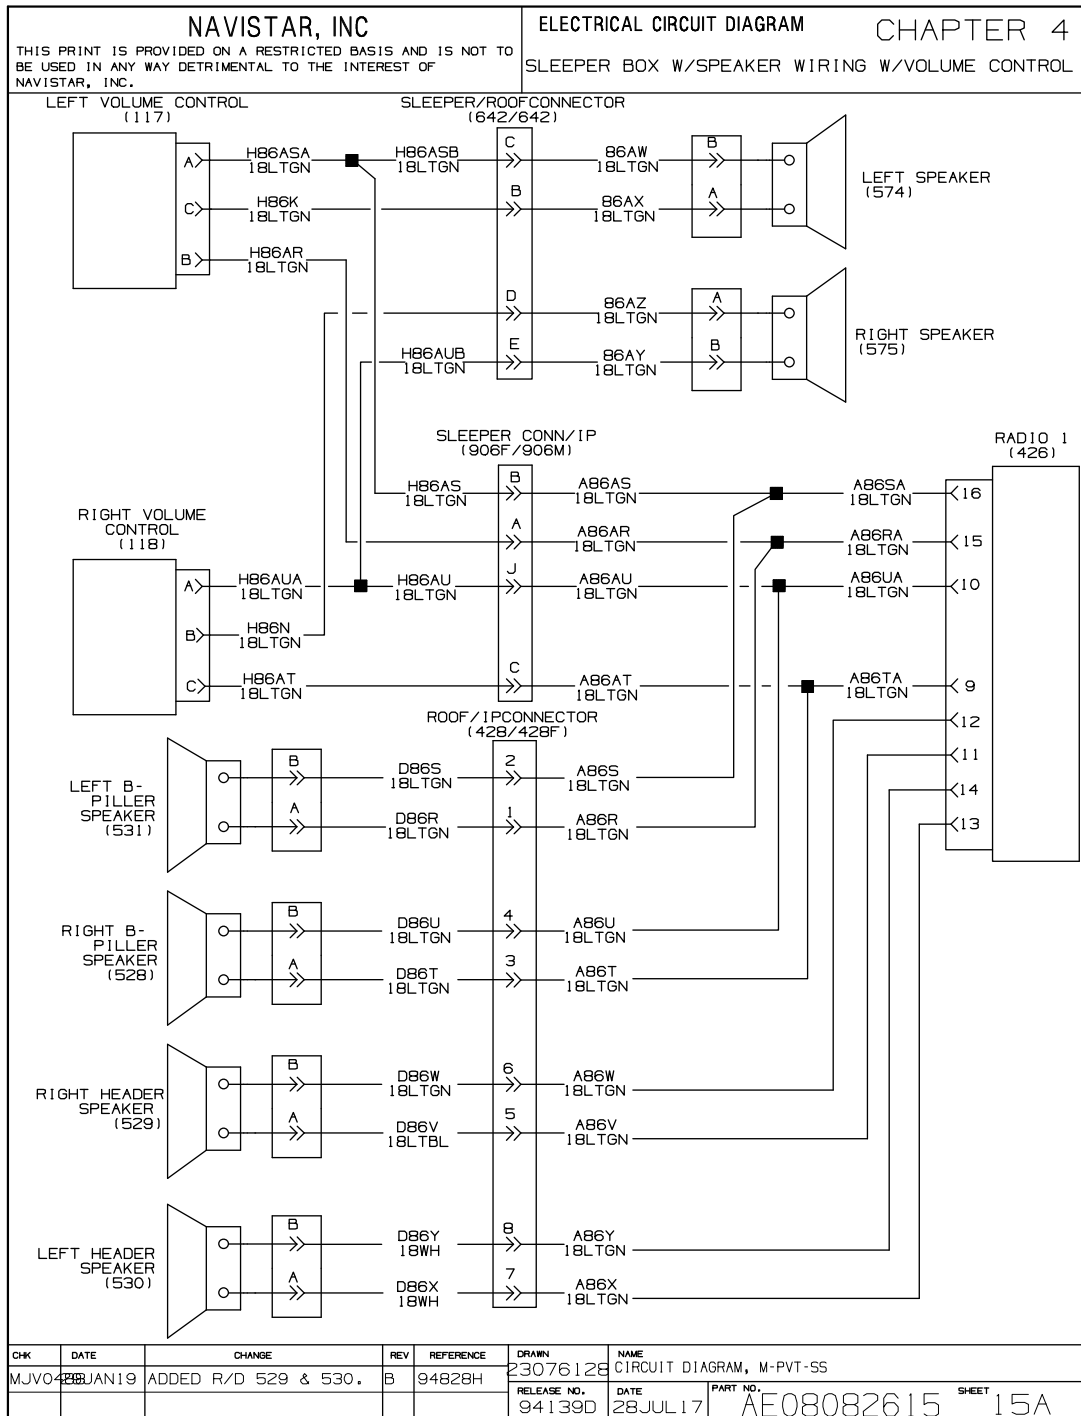 NAVISTAR, INC
THIS PRINT IS PROVIDED ON A RESTRICTED BASIS AND IS NOT TO
BE USED IN ANY WAY DETRIMENTAL TO THE INTEREST OF
NAVISTAR, INC.
ELECTRICAL CIRCUIT DIAGRAM
CHAPTER 4
SLEEPER BOX W/SPEAKER WIRING W/VOLUME CONTROL
LEFT VOLUME CONTROL
(117)
SLEEPER/ROOFCONNECTOR
(642/642)
A
H86ASA
18LTGN
H86ASB
18LTGN
C
86AW
18LTGN
B
C
H86K
18LTGN
B
86AX
18LTGN
A
LEFT SPEAKER
(574)
B
H86AR
18LTGN
D
86AZ
18LTGN
A
H86AUB
18LTGN
E
86AY
18LTGN
B
RIGHT SPEAKER
(575)
SLEEPER CONN/IP
(906F/906M)
RADIO 1
(426)
H86AS
18LTGN
B
A86AS
18LTGN
A86SA
18LTGN
16
A
A86AR
18LTGN
A86RA
18LTGN
15
RIGHT VOLUME
CONTROL
(118)
A
H86AUA
18LTGN
H86AU
18LTGN
J
A86AU
18LTGN
A86UA
18LTGN
10
B
H86N
18LTGN
C
H86AT
18LTGN
C
A86AT
18LTGN
A86TA
18LTGN
9
12
11
14
13
ROOF/IPCONNECTOR
(428/428F)
LEFT B-
PILLER
SPEAKER
(531)
B
D86S
18LTGN
2
A86S
18LTGN
A
D86R
18LTGN
1
A86R
18LTGN
RIGHT B-
PILLER
SPEAKER
(528)
B
D86U
18LTGN
4
A86U
18LTGN
A
D86T
18LTGN
3
A86T
18LTGN
RIGHT HEADER
SPEAKER
(529)
B
D86W
18LTGN
6
A86W
18LTGN
A
D86V
18LTBL
5
A86V
18LTGN
LEFT HEADER
SPEAKER
(530)
B
D86Y
18WH
8
A86Y
18LTGN
A
D86X
18WH
7
A86X
18LTGN
CHK DATE CHANGE REV REFERENCE
ADDED R/D 529 & 530. B 94828H
DRAWN
23076128
NAME
CIRCUIT DIAGRAM, M-PVT-SS
RELEASE NO.
94139D
DATE
28JUL17
PART NO.
AE08082615
SHEET
15A